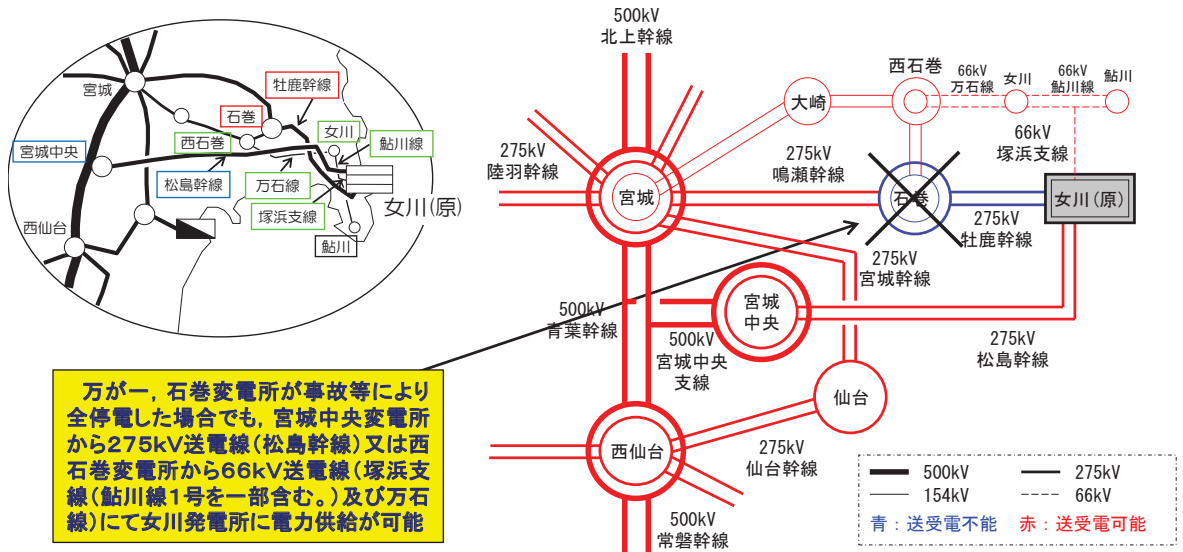 宮城
牡鹿幹線
石巻
女川
西石巻
鮎川線
宮城中央
松島幹線
万石線
塚浜支線
女川(原)
西仙台
鮎川
500kV
北上幹線
西石巻
66kV
万石線
女川
66kV
鮎川線
鮎川
大崎
66kV
塚浜支線
275kV
陸羽幹線
宮城
275kV
鳴瀬幹線
石巻
275kV
牡鹿幹線
女川(原)
275kV
宮城幹線
500kV
青葉幹線
宮城
中央
500kV
宮城中央
支線
275kV
松島幹線
仙台
西仙台
275kV
仙台幹線
500kV
常磐幹線
万が一，石巻変電所が事故等により
全停電した場合でも，宮城中央変電所
から275kV送電線(松島幹線)又は西
石巻変電所から66kV送電線(塚浜支
線(鮎川線１号を一部含む。)及び万石
線)にて女川発電所に電力供給が可能
500kV 275kV
154kV 66kV
青：送受電不能 赤：送受電可能